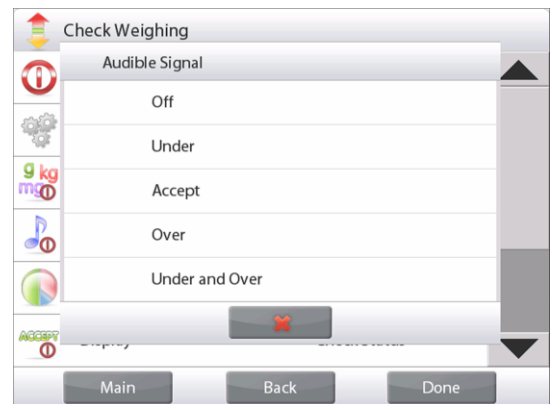 Check Weighing
Audible Signal
Off
Under
g kg
mg
Accept
Over
Under and Over
ACCEPT
Main
Back
Done